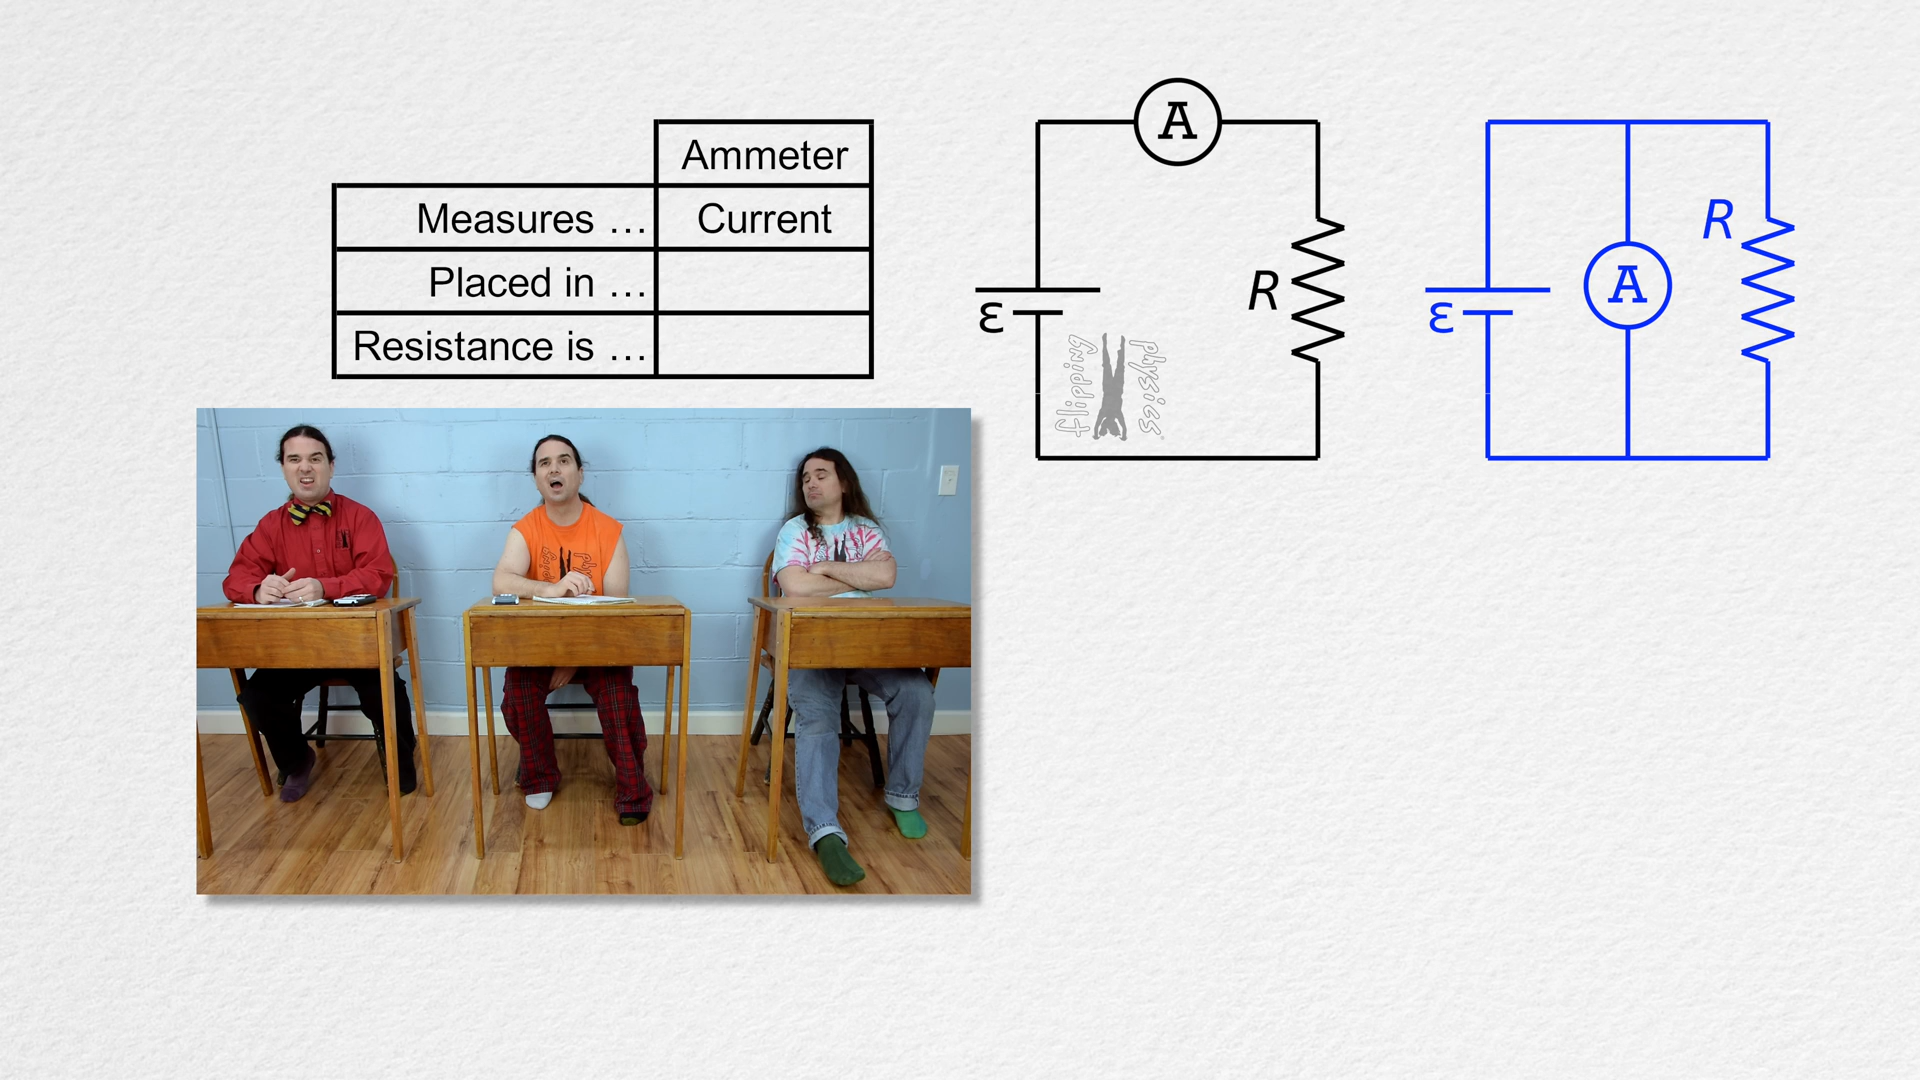 Ammeter
Measures …
Current
Placed in …
Resistance is …
A
R
ε
flipping
physics
A
R
ε